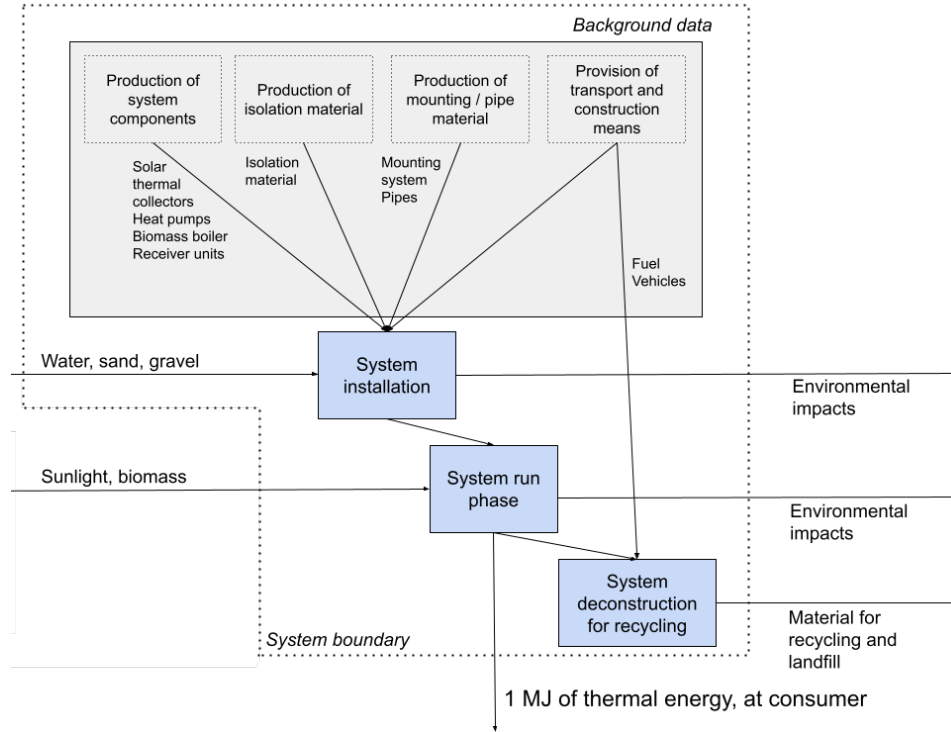 Background data
Production of
system
components
Production of
isolation material
Production of
mounting / pipe
material
Provision of
transport and
construction
means
Solar
thermal
collectors
Heat pumps
Biomass boiler
Receiver units
Isolation
material
Mounting
system
Pipes
Fuel
Vehicles
Water, sand, gravel
System
installation
Environmental
impacts
Sunlight, biomass
System run
phase
Environmental
impacts
System
deconstruction
for recycling
Material for
recycling and
landfill
System boundary
1 MJ of thermal energy, at consumer